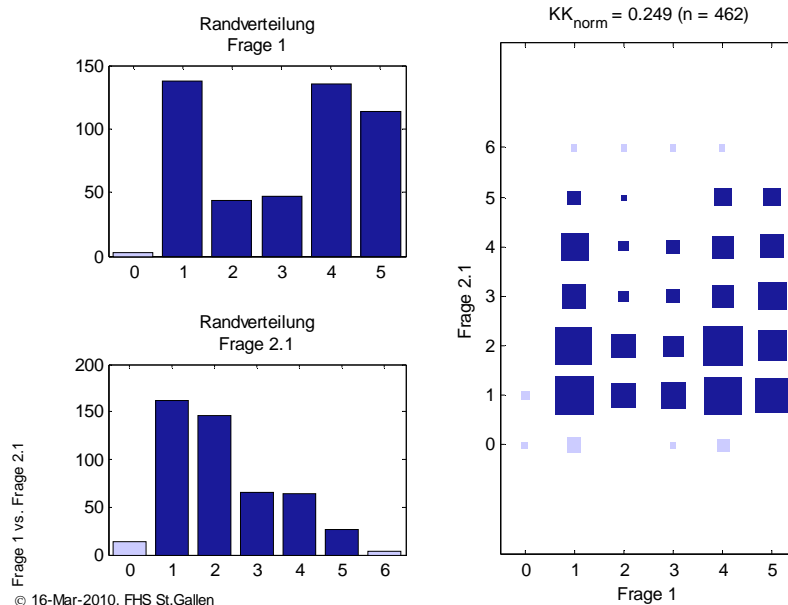 Randverteilung
Frage 1
150
100
50
0
0 1 2 3 4 5
Randverteilung
Frage 2.1
200
150
100
50
0
0 1 2 3 4 5 6
Frage 1 vs. Frage 2.1
© 16-Mar-2010, FHS St.Gallen
KKnorm = 0.249 (n = 462)
6
5
4
3
2
1
0
Frage 2.1
0 1 2 3 4 5
Frage 1